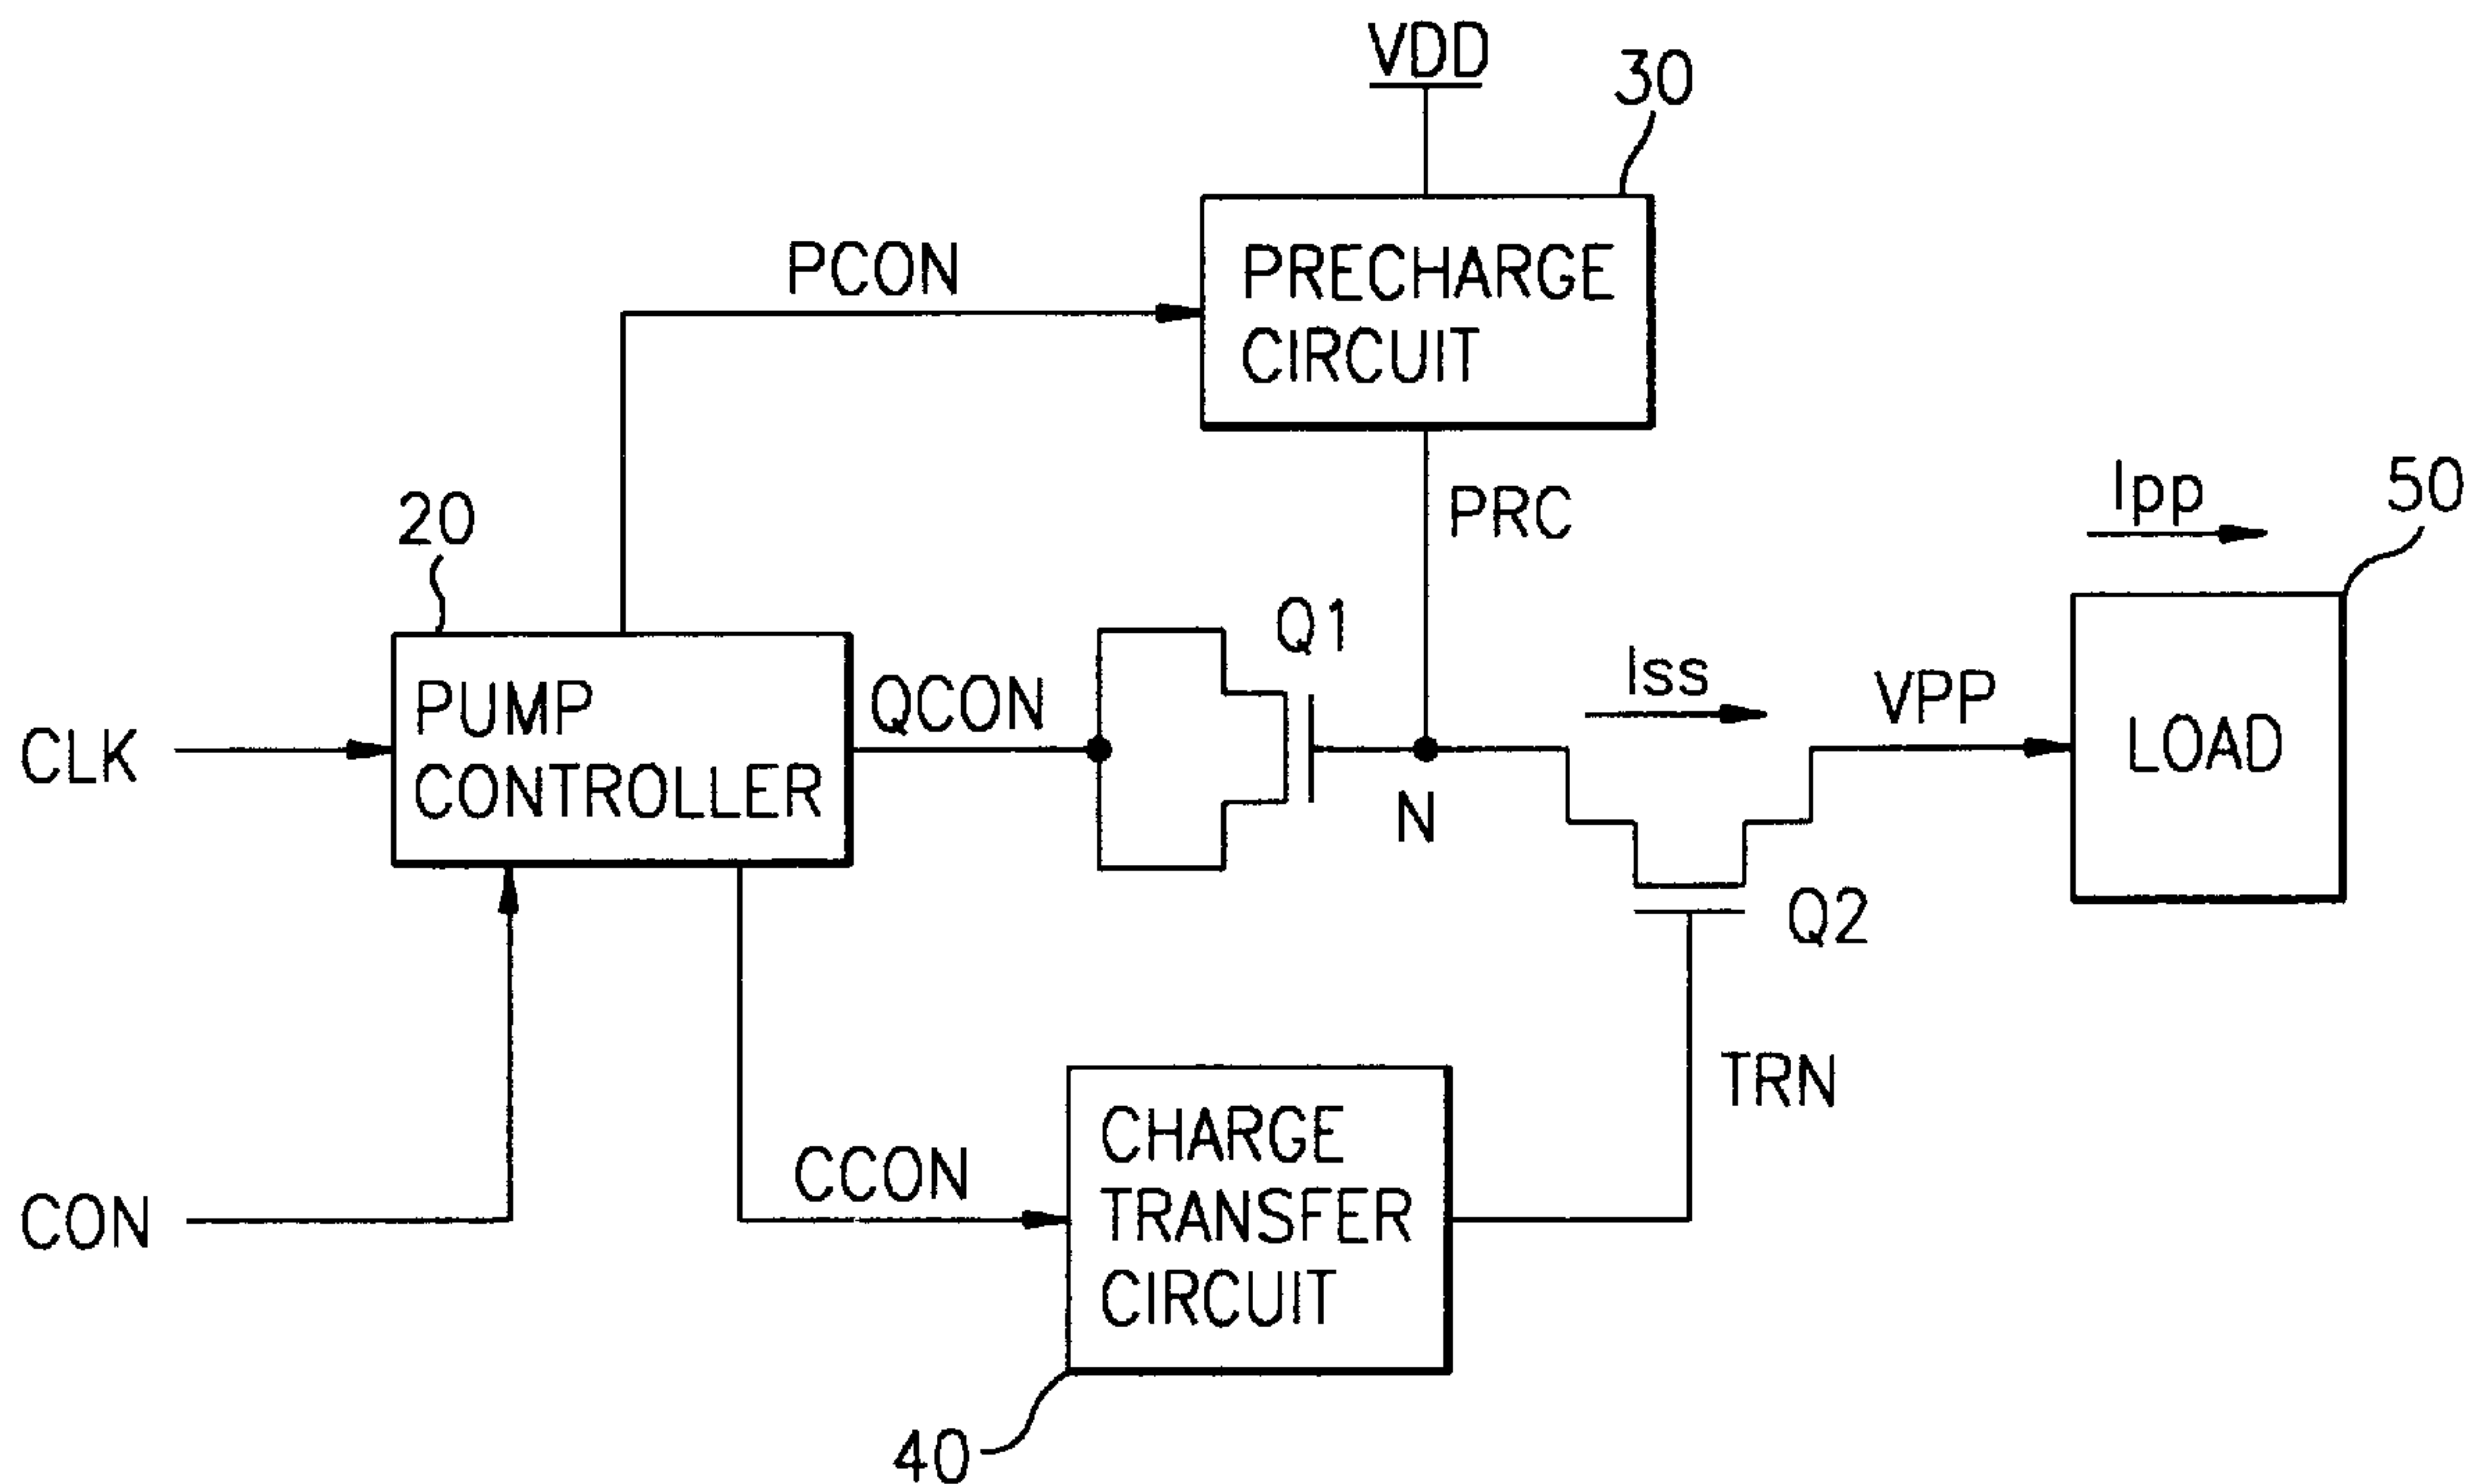 VDD
30
PCON
PRECHARGE
CIRCUIT
20
PRC
Ipp
50
Q1
Iss
VPP
CLK
PUMP
CONTROLLER
QCON
N
LOAD
Q2
TRN
CON
CCON
CHARGE
TRANSFER
CIRCUIT
40